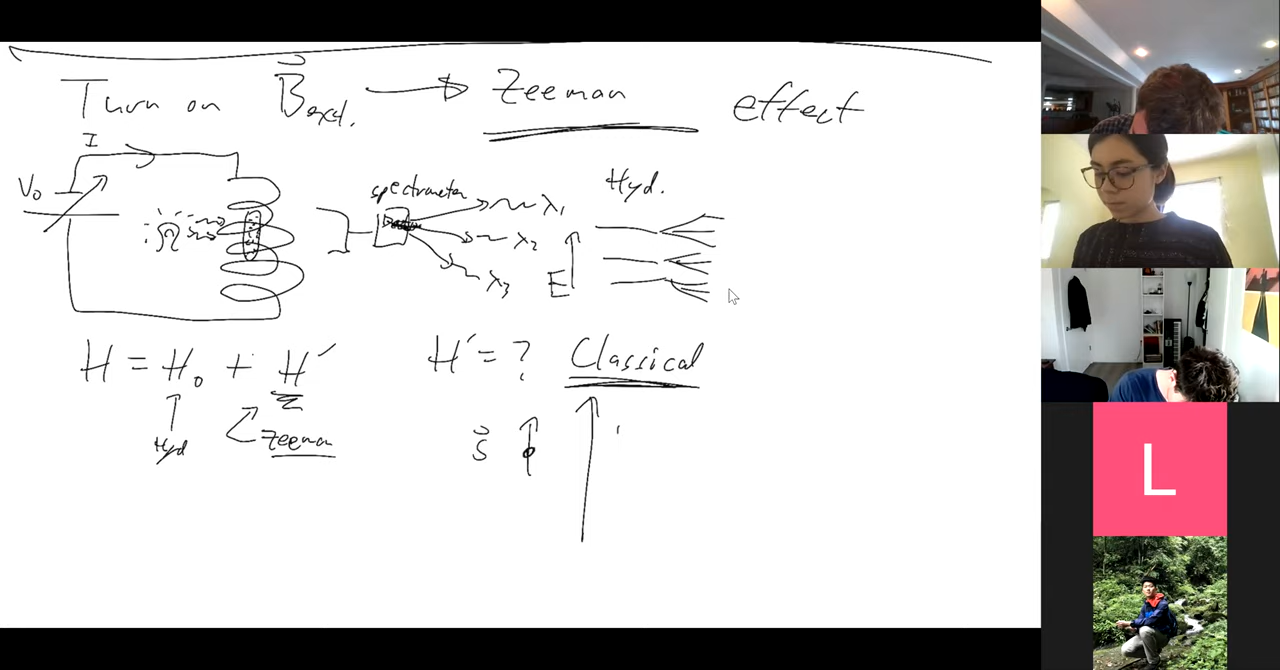 Turn on B⃗ext. → Zeeman effect
I
V₀
spectrometer
λ₁
λ₂
λ₃
Hyd.
E
H = H₀ + H′
Hyd
Zeeman
H′ = ? Classical
S⃗
L